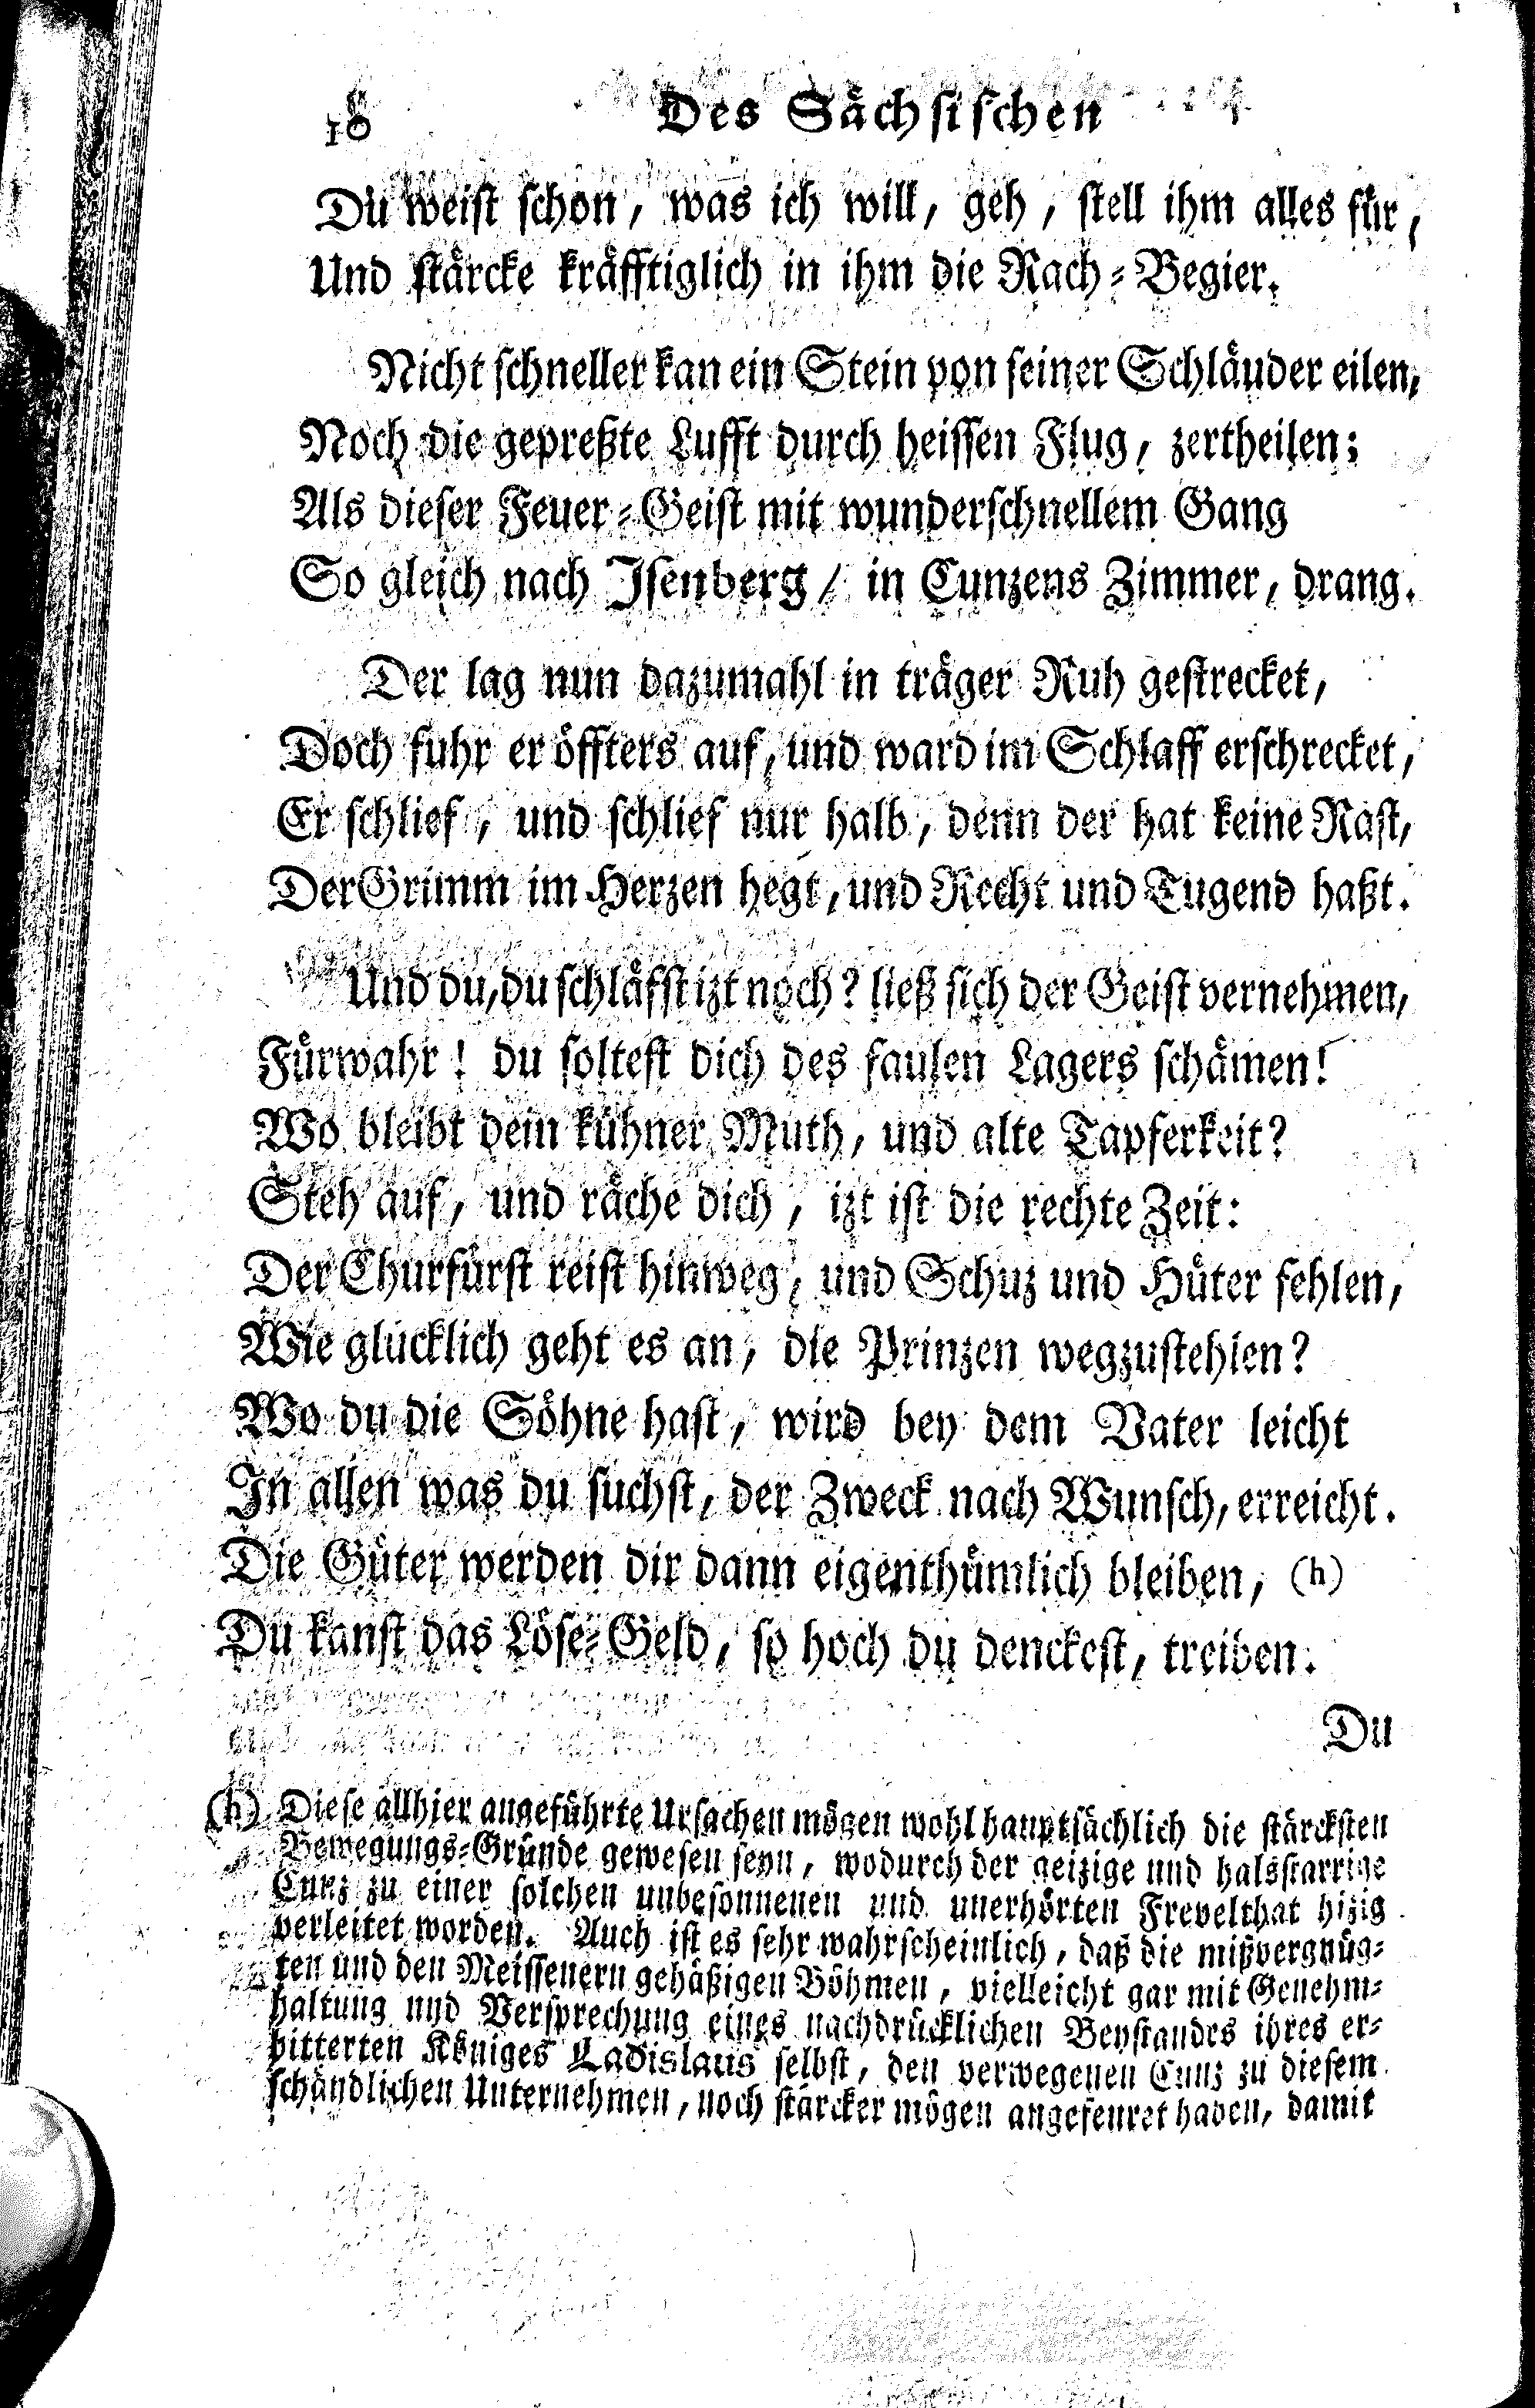 18 Des Sächsischen
Du weist schon, was ich will, geh, stell ihm alles für,
Und stärcke kräfftiglich in ihm die Rach-Begier.
Nicht schneller kan ein Stein von seiner Schläuder eilen,
Noch die gepreßte Lufft durch heissen Flug, zertheilen;
Als dieser Feuer-Geist mit wunderschnellem Gang
So gleich nach Isenberg, in Cunzens Zimmer, drang.
Der lag nun dazumahl in träger Ruh gestrecket,
Doch fuhr er öffters auf, und ward im Schlaff erschrecket,
Er schlief, und schlief nur halb, denn der hat keine Rast,
Der Grimm im Herzen hegt, und Recht und Tugend haßt.
Und du, du schläfst izt noch? ließ sich der Geist vernehmen,
Fürwahr! du soltest dich des faulen Lagers schämen!
Wo bleibt dein kühner Muth, und alte Tapferkeit?
Steh auf, und räche dich, izt ist die rechte Zeit:
Der Churfürst reist hinweg, und Schuz und Hüter fehlen,
Wie glücklich geht es an, die Prinzen wegzustehlen?
Wo du die Söhne hast, wird bey dem Vater leicht
In allen was du suchst, der Zweck nach Wunsch, erreicht.
Die Güter werden dir dann eigenthümlich bleiben, (h)
Du kanst das Löse-Geld, so hoch du denckest, treiben.
Du
(h) Diese allhier angeführte Ursachen mögen wohl hauptsächlich die stärcksten
Bewegungs-Gründe gewesen seyn, wodurch der geizige und halsstarrige
Cunz zu einer solchen unbesonnenen und unerhörten Frevelthat hizig
verleitet worden. Auch ist es sehr wahrscheinlich, daß die mißvergnüg-
ten und den Meissenern gehäßigen Böhmen, vielleicht gar mit Genehm-
haltung und Versprechung eines nachdrücklichen Beystandes ihres er-
bitterten Königes Ladislaus selbst, den verwegenen Cunz zu diesem
schändlichen Unternehmen, noch stärcker mögen angefeuret haben, damit